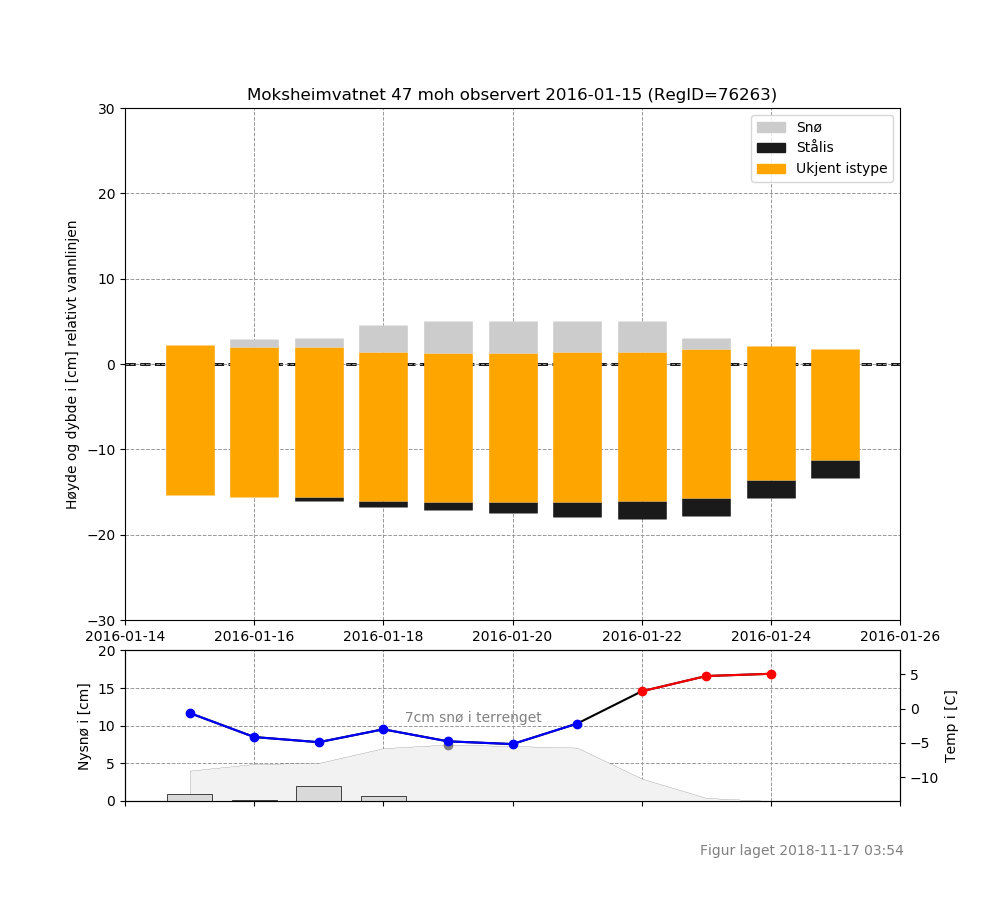 Moksheimvatnet 47 moh observert 2016-01-15 (RegID=76263)
30
20
10
0
−10
−20
−30
Høyde og dybde i [cm] relativt vannlinjen
Snø
Stålis
Ukjent istype
2016-01-14 2016-01-16 2016-01-18 2016-01-20 2016-01-22 2016-01-24 2016-01-26
20
15
10
5
0
Nysnø i [cm]
7cm snø i terrenget
5
0
−5
−10
Temp i [C]
Figur laget 2018-11-17 03:54